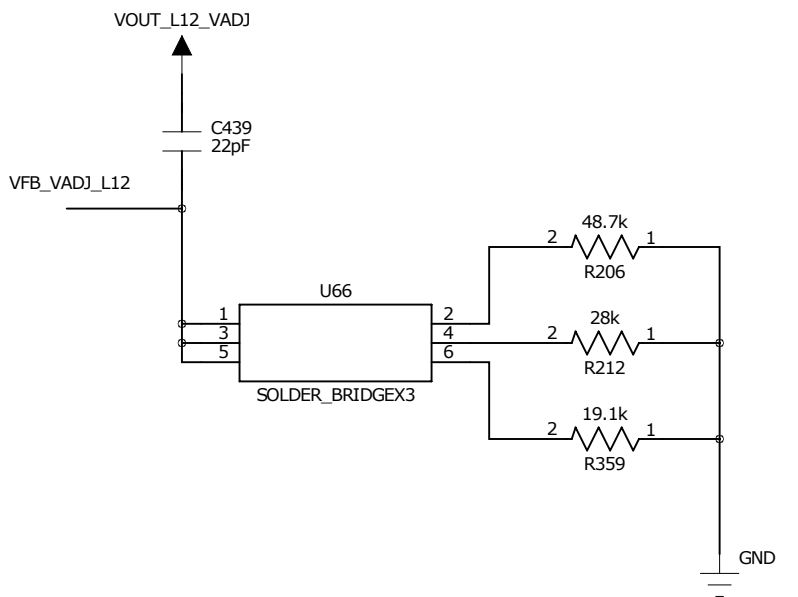 VOUT_L12_VADJ
C439
22pF
VFB_VADJ_L12
48.7k
2 1
R206
U66
1 2
3 4
5 6
SOLDER_BRIDGEX3
28k
2 1
R212
19.1k
2 1
R359
GND